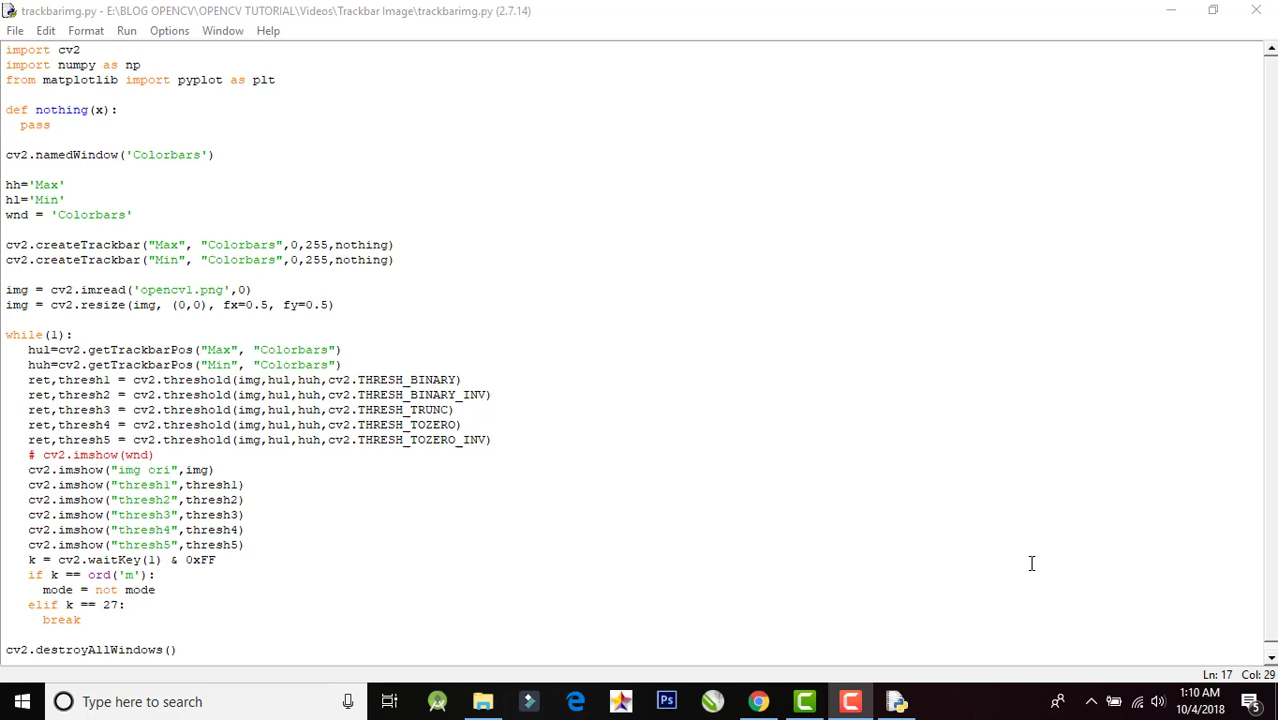 trackbarimg.py - E:\BLOG OPENCV\OPENCV TUTORIAL\Videos\Trackbar Image\trackbarimg.py (2.7.14)
File Edit Format Run Options Window Help
import cv2
import numpy as np
from matplotlib import pyplot as plt
def nothing(x):
pass
cv2.namedWindow('Colorbars')
hh='Max'
hl='Min'
wnd = 'Colorbars'
cv2.createTrackbar("Max", "Colorbars",0,255,nothing)
cv2.createTrackbar("Min", "Colorbars",0,255,nothing)
img = cv2.imread('opencv1.png',0)
img = cv2.resize(img, (0,0), fx=0.5, fy=0.5)
while(1):
hul=cv2.getTrackbarPos("Max", "Colorbars")
huh=cv2.getTrackbarPos("Min", "Colorbars")
ret,thresh1 = cv2.threshold(img,hul,huh,cv2.THRESH_BINARY)
ret,thresh2 = cv2.threshold(img,hul,huh,cv2.THRESH_BINARY_INV)
ret,thresh3 = cv2.threshold(img,hul,huh,cv2.THRESH_TRUNC)
ret,thresh4 = cv2.threshold(img,hul,huh,cv2.THRESH_TOZERO)
ret,thresh5 = cv2.threshold(img,hul,huh,cv2.THRESH_TOZERO_INV)
# cv2.imshow(wnd)
cv2.imshow("img ori",img)
cv2.imshow("thresh1",thresh1)
cv2.imshow("thresh2",thresh2)
cv2.imshow("thresh3",thresh3)
cv2.imshow("thresh4",thresh4)
cv2.imshow("thresh5",thresh5)
k = cv2.waitKey(1) & 0xFF
if k == ord('m'):
mode = not mode
elif k == 27:
break
cv2.destroyAllWindows()
Ln: 17 Col: 29
Type here to search
Ps
1:10 AM
10/4/2018
5